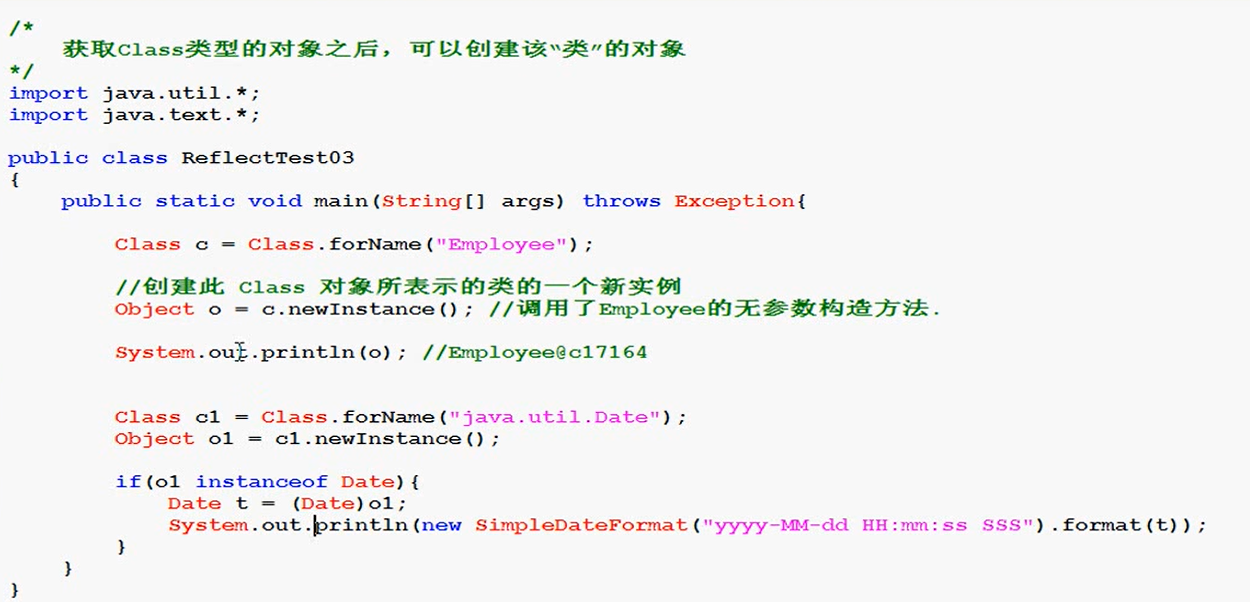 /*
获取Class类型的对象之后，可以创建该“类”的对象
*/
import java.util.*;
import java.text.*;
public class ReflectTest03
{
public static void main(String[] args) throws Exception{
Class c = Class.forName("Employee");
//创建此 Class 对象所表示的类的一个新实例
Object o = c.newInstance(); //调用了Employee的无参数构造方法.
System.out.println(o); //Employee@c17164
Class c1 = Class.forName("java.util.Date");
Object o1 = c1.newInstance();
if(o1 instanceof Date){
Date t = (Date)o1;
System.out.println(new SimpleDateFormat("yyyy-MM-dd HH:mm:ss SSS").format(t));
}
}
}